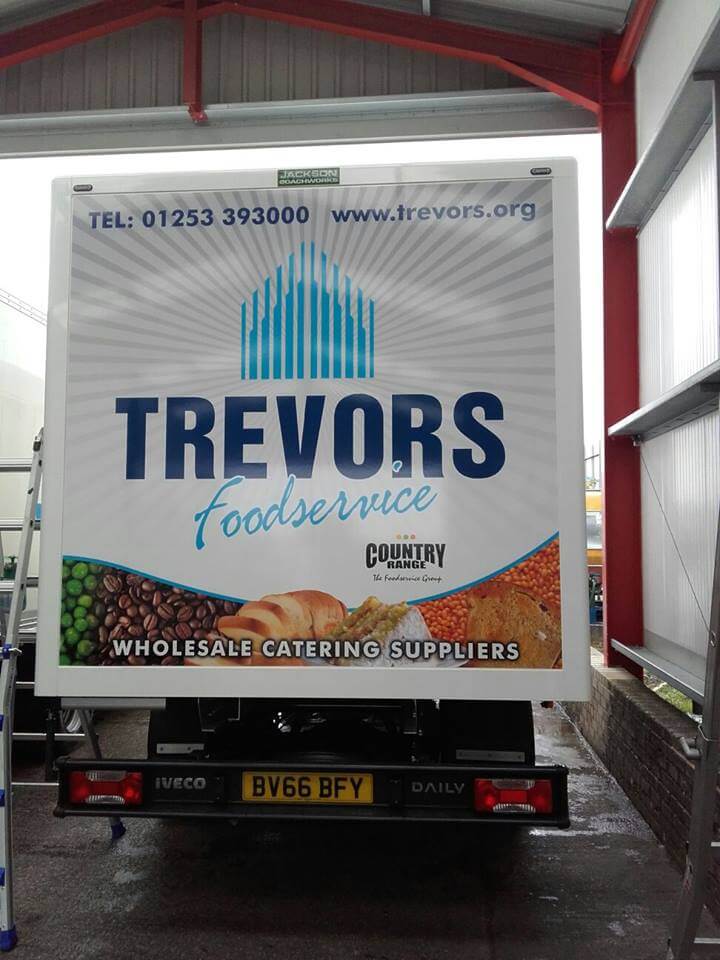 JACKSON
COACHWORKS
TEL: 01253 393000 www.trevors.org
TREVORS
foodservice
COUNTRY
RANGE
The Foodservice Group
WHOLESALE CATERING SUPPLIERS
IVECO BV66 BFY DAILY